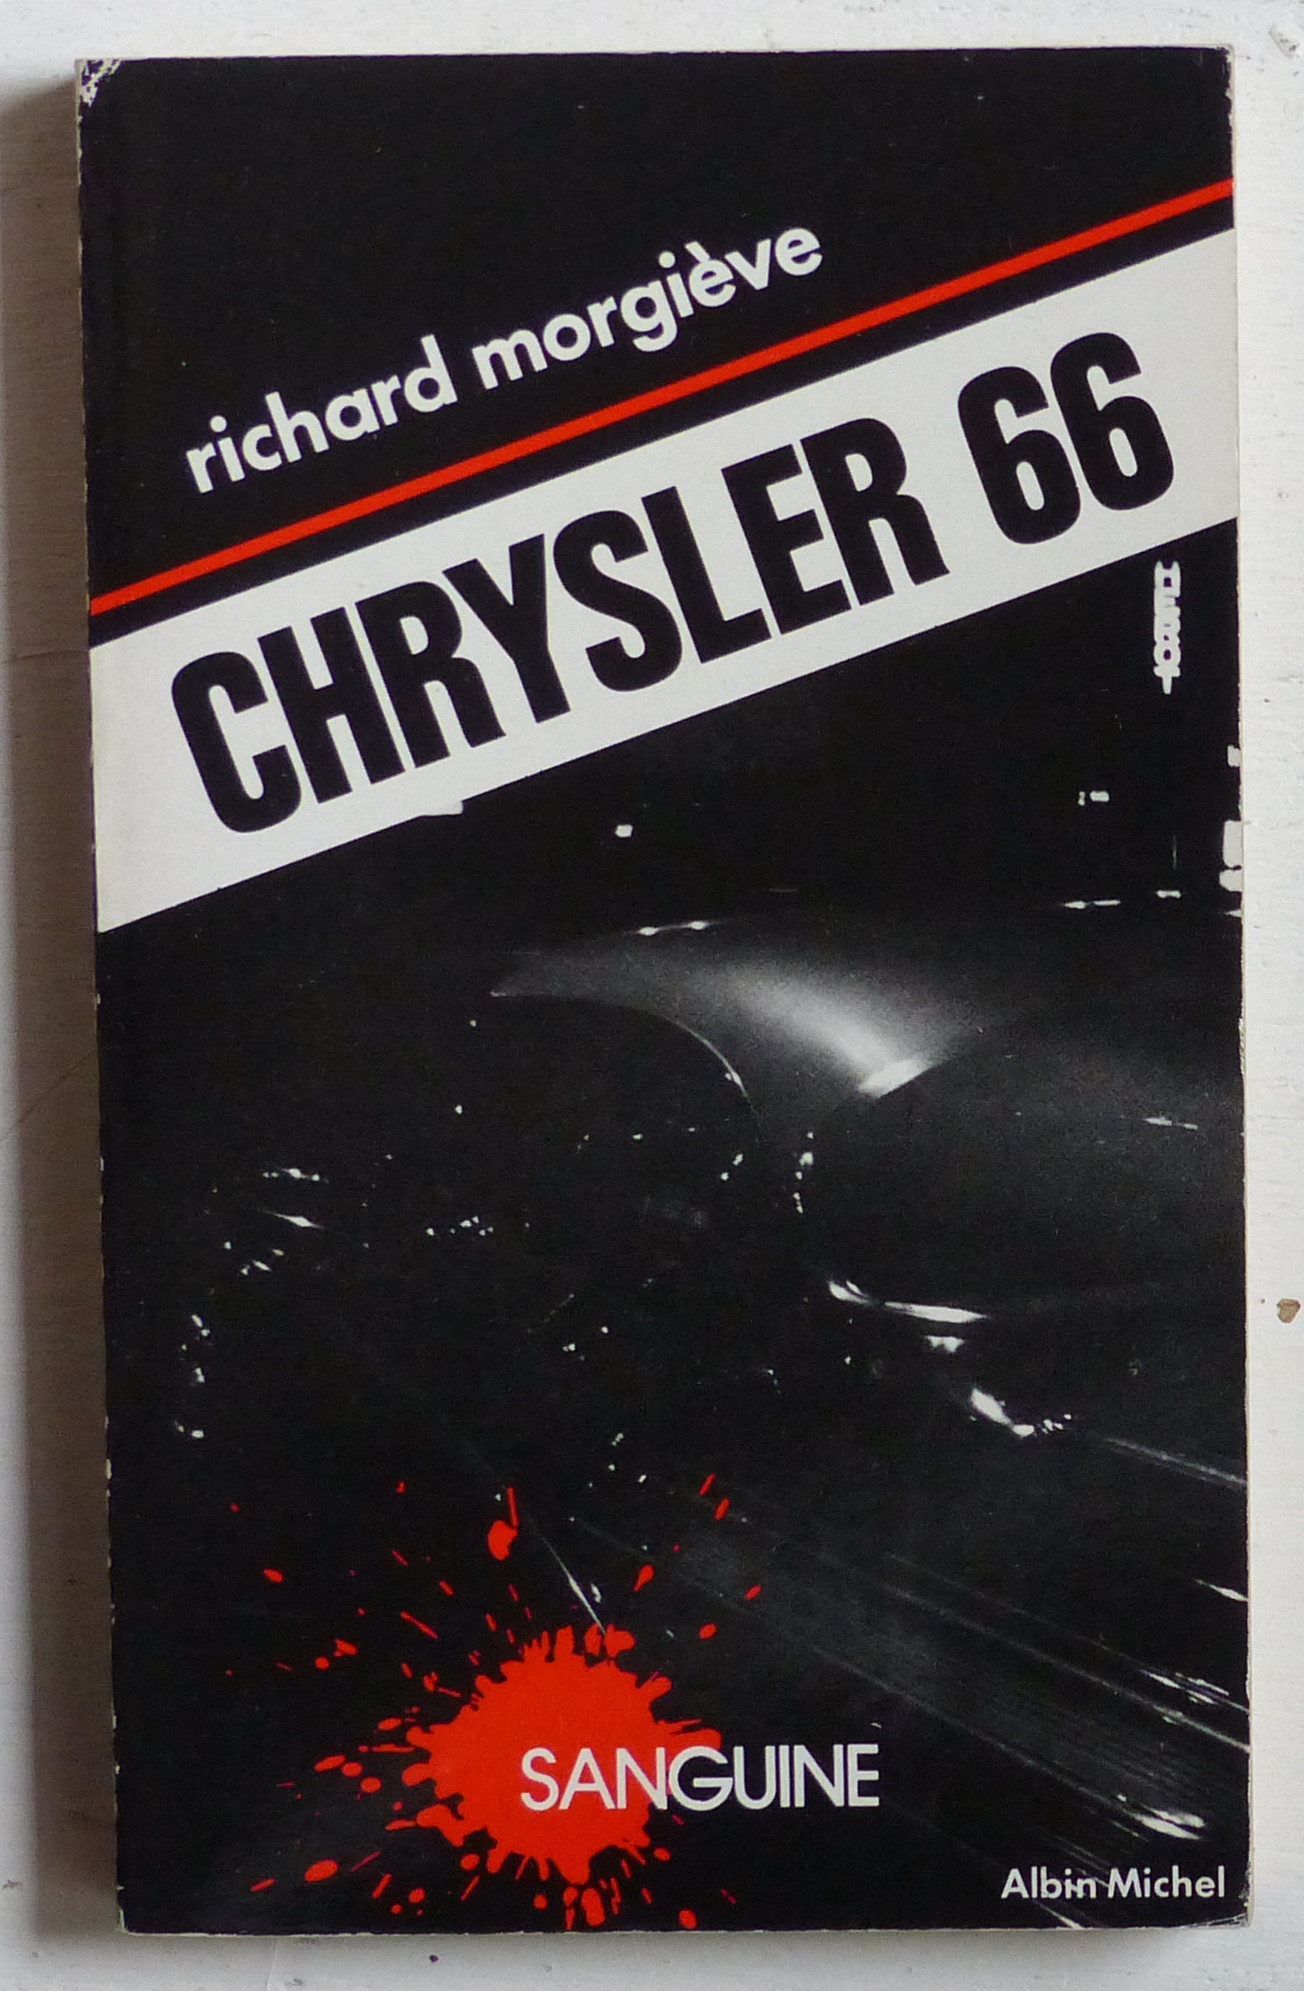 richard morgiève
CHRYSLER 66
SANGUINE
Albin Michel